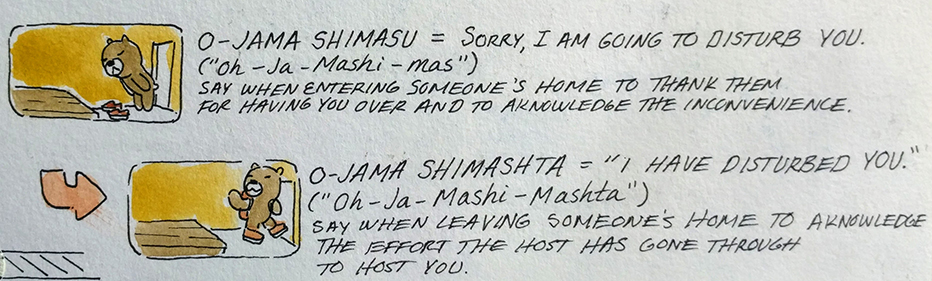 O-JAMA SHIMASU = SORRY, I AM GOING TO DISTURB YOU.
("Oh-Ja-Mashi-mas")
SAY WHEN ENTERING SOMEONE'S HOME TO THANK THEM
FOR HAVING YOU OVER AND TO AKNOWLEDGE THE INCONVENIENCE.
O-JAMA SHIMASHTA = "I HAVE DISTURBED YOU."
("Oh-Ja-Mashi-Mashta")
SAY WHEN LEAVING SOMEONE'S HOME TO AKNOWLEDGE
THE EFFORT THE HOST HAS GONE THROUGH
TO HOST YOU.